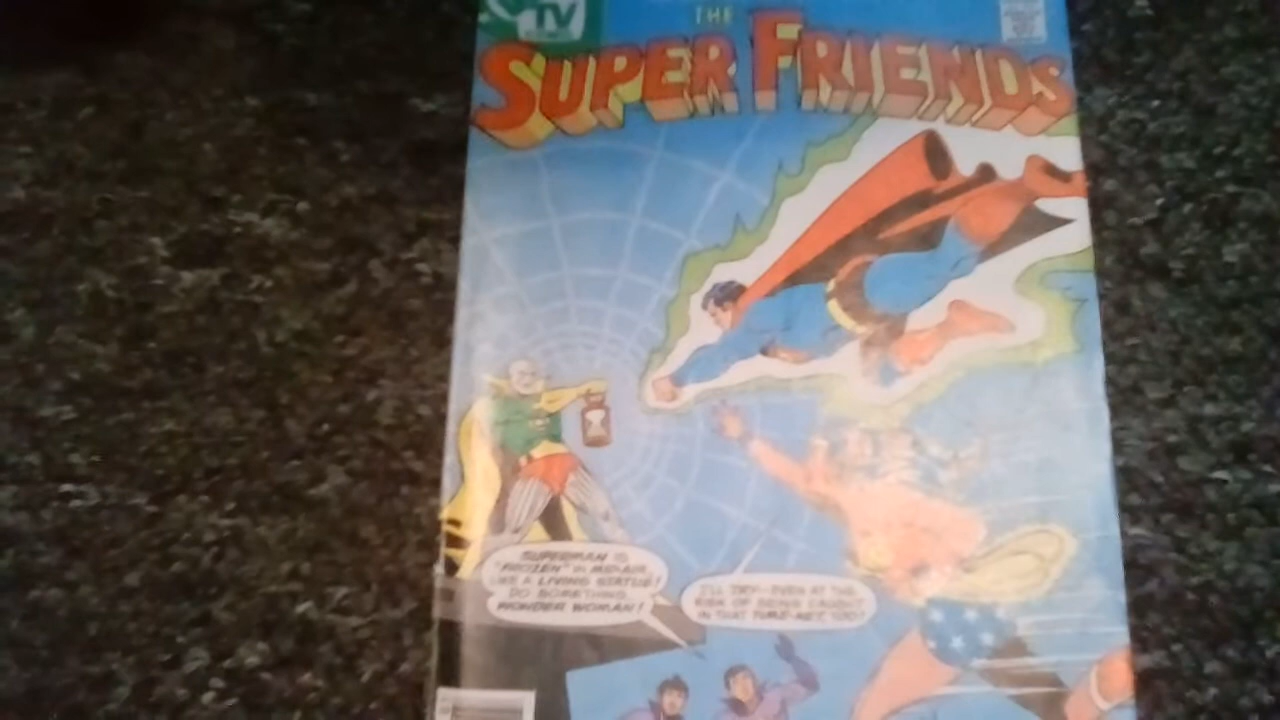 TV
THE
SUPER FRIENDS
SUPERMAN IS
"FROZEN" IN MID-AIR,
LIKE A LIVING STATUE!
DO SOMETHING,
WONDER WOMAN!
I'LL TRY--EVEN AT THE
RISK OF BEING CAUGHT
IN THAT TIME-NET, TOO!